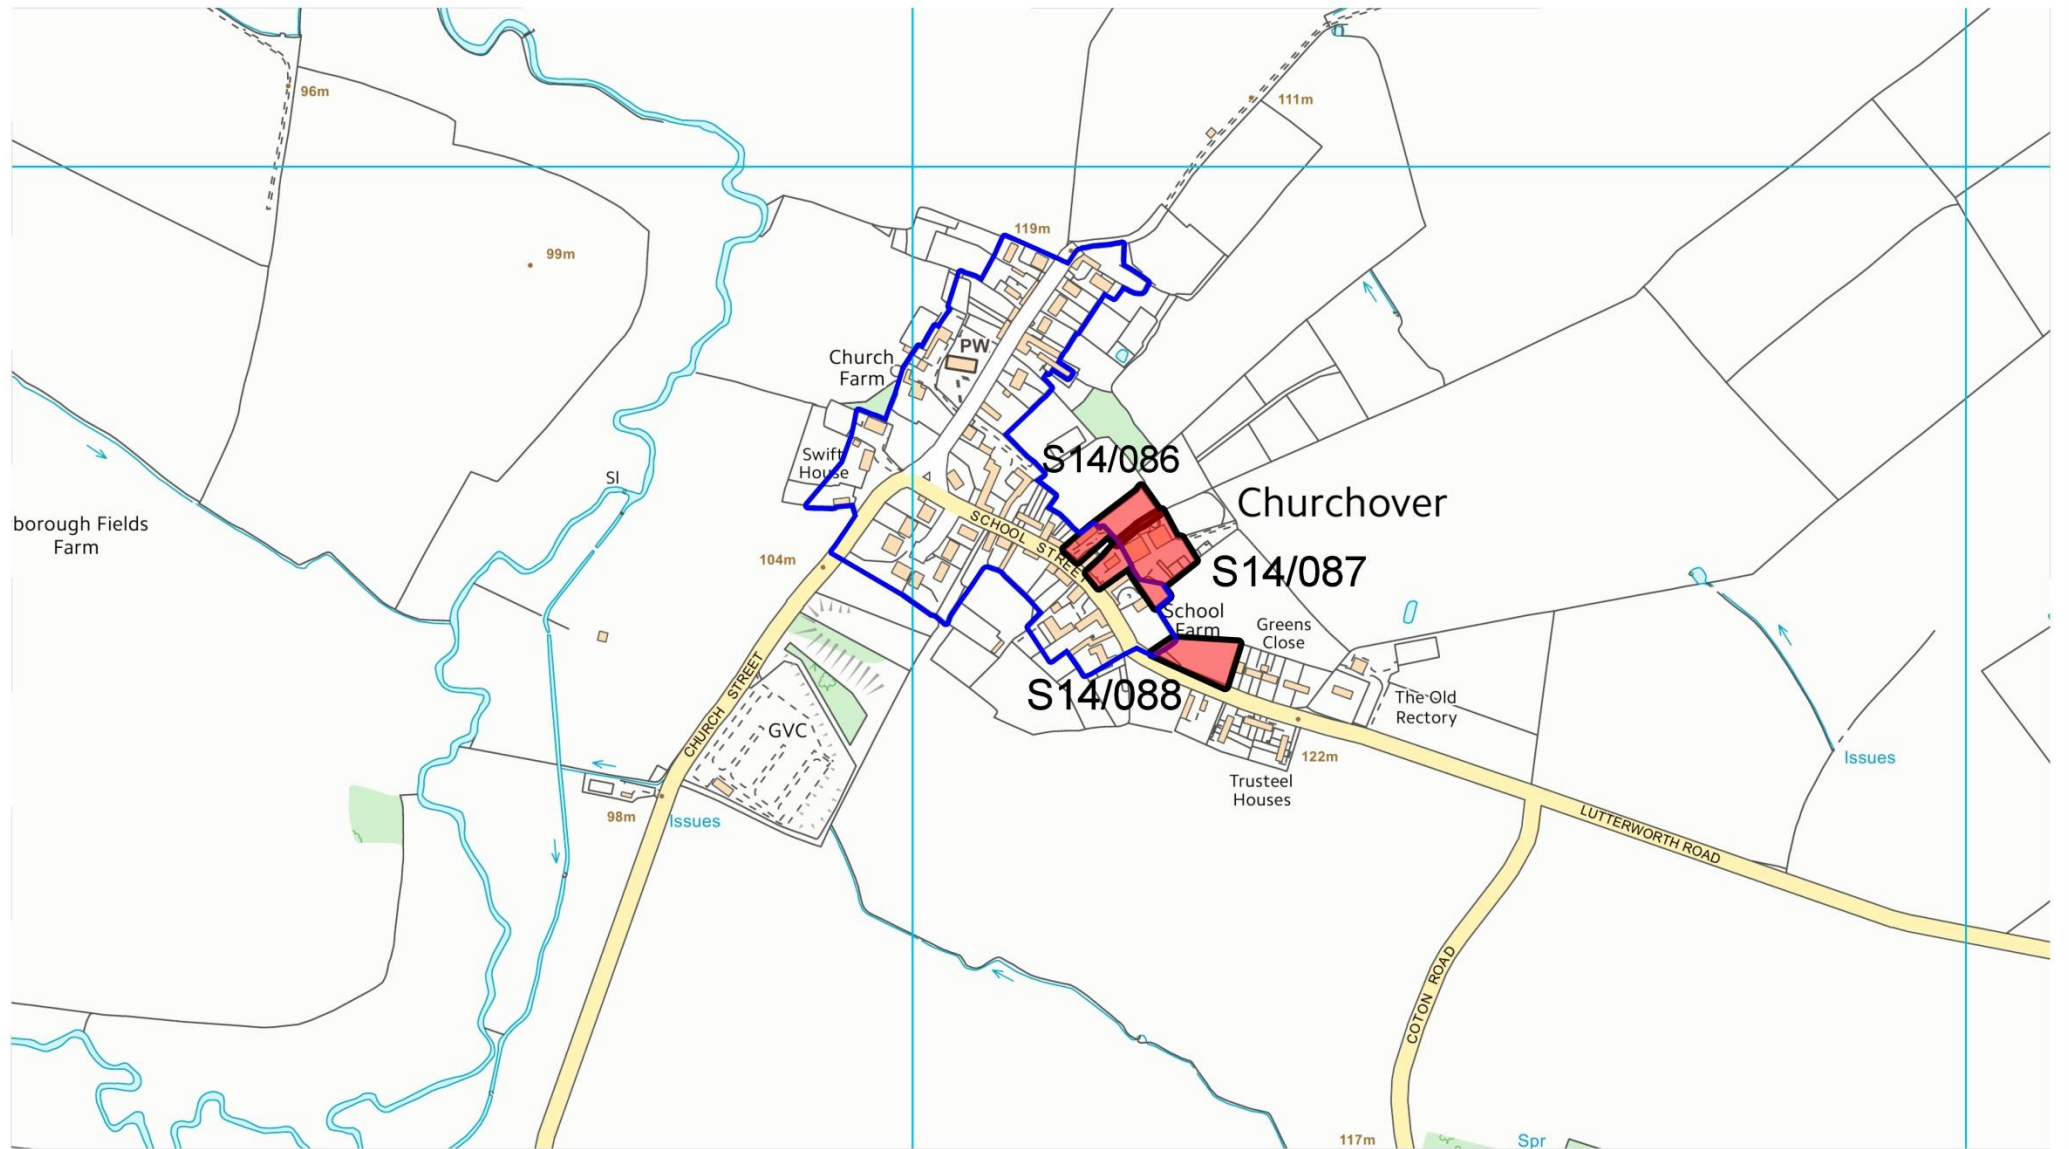 96m
111m
119m
99m
PW
Church
Farm
Swift
House
S14/086
Churchover
SI
borough Fields
Farm
SCHOOL STREET
104m
S14/087
School
Farm
Greens
Close
S14/088
The Old
Rectory
CHURCH STREET
GVC
122m
Issues
Trusteel
Houses
98m
Issues
LUTTERWORTH ROAD
COTON ROAD
117m
Spr